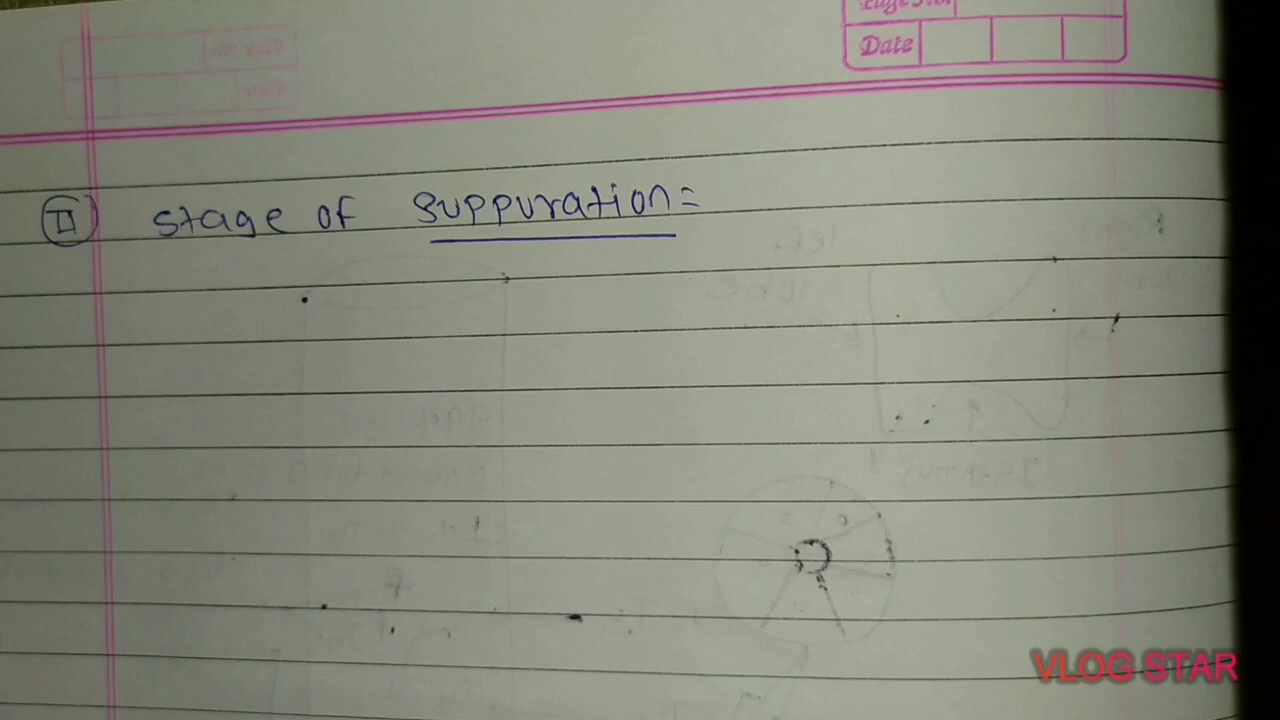 Date
II) Stage of Suppuration=
VLOG STAR